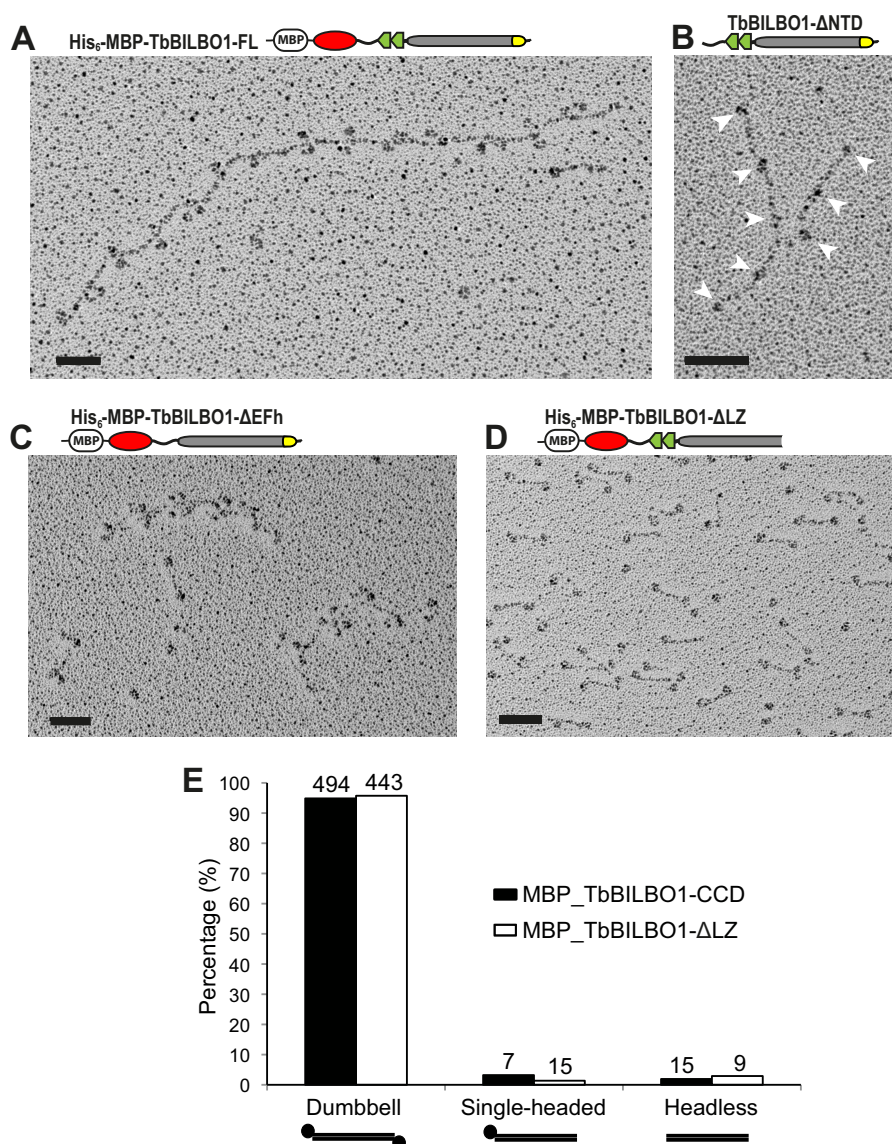 A
His6-MBP-TbBILBO1-FL
MBP
B
TbBILBO1-ΔNTD
C
His6-MBP-TbBILBO1-ΔEFh
MBP
D
His6-MBP-TbBILBO1-ΔLZ
MBP
E
Percentage (%)
100
90
80
70
60
50
40
30
20
10
0
494
443
7
15
15
9
MBP_TbBILBO1-CCD
MBP_TbBILBO1-ΔLZ
Dumbbell
Single-headed
Headless